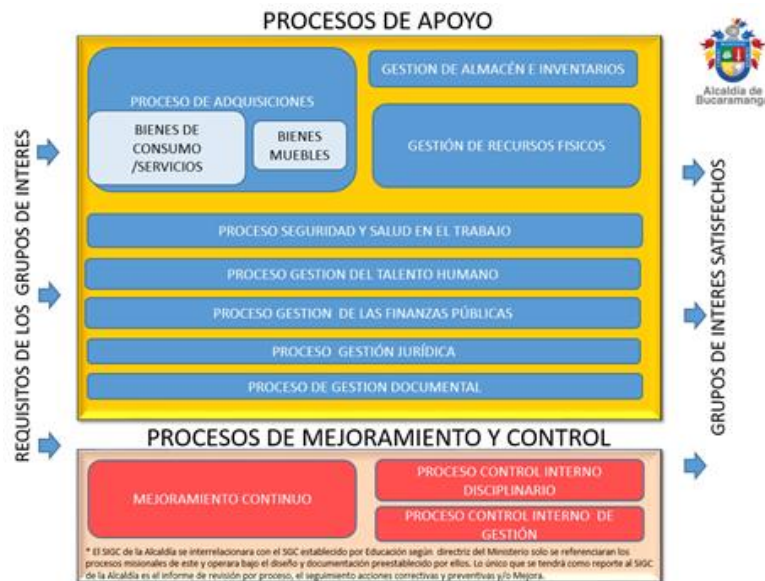 PROCESOS DE APOYO
Alcaldía de
Bucaramanga
REQUISITOS DE LOS GRUPOS DE INTERES
PROCESO DE ADQUISICIONES
BIENES DE
CONSUMO
/SERVICIOS
BIENES
MUEBLES
GESTION DE ALMACÉN E INVENTARIOS
GESTIÓN DE RECURSOS FISICOS
PROCESO SEGURIDAD Y SALUD EN EL TRABAJO
PROCESO GESTION DEL TALENTO HUMANO
PROCESO GESTION DE LAS FINANZAS PÚBLICAS
PROCESO GESTIÓN JURÍDICA
PROCESO DE GESTION DOCUMENTAL
GRUPOS DE INTERES SATISFECHOS
PROCESOS DE MEJORAMIENTO Y CONTROL
MEJORAMIENTO CONTINUO
PROCESO CONTROL INTERNO
DISCIPLINARIO
PROCESO CONTROL INTERNO DE
GESTIÓN
* El SIGC de la Alcaldía se interrelacionara con el SGC establecido por Educación según directriz del Ministerio solo se referenciaran los
procesos misionales de este y operara bajo el diseño y documentación preestablecido por ellos. Lo único que se tendrá como reporte al SIGC
de la Alcaldía es el informe de revisión por proceso, el seguimiento acciones correctivas y preventivas y/o Mejora.